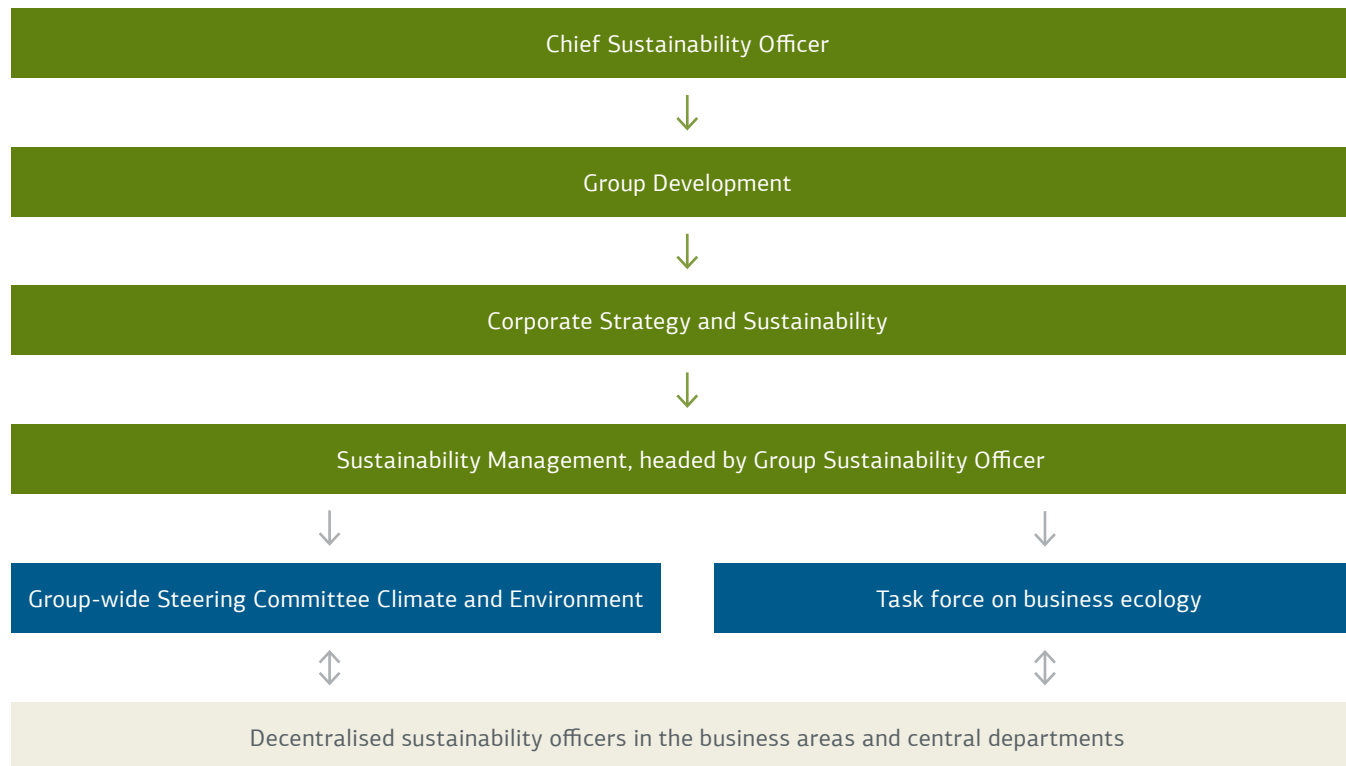 Chief Sustainability Officer
Group Development
Corporate Strategy and Sustainability
Sustainability Management, headed by Group Sustainability Officer
Group-wide Steering Committee Climate and Environment
Task force on business ecology
Decentralised sustainability officers in the business areas and central departments